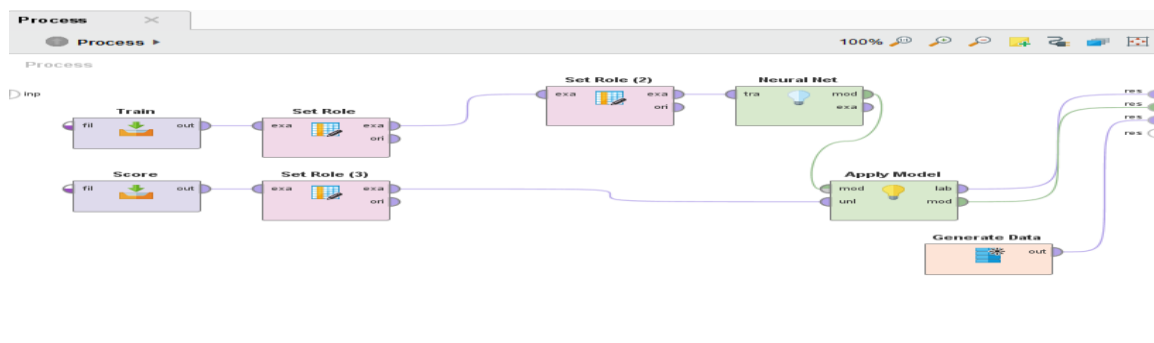 Process
Process
100%
Process
inp
Train
fil out
Set Role
exa exa
ori
Set Role (2)
exa exa
ori
Neural Net
tra mod
exa
Score
fil out
Set Role (3)
exa exa
ori
Apply Model
mod lab
unl mod
Generate Data
out
res
res
res
res